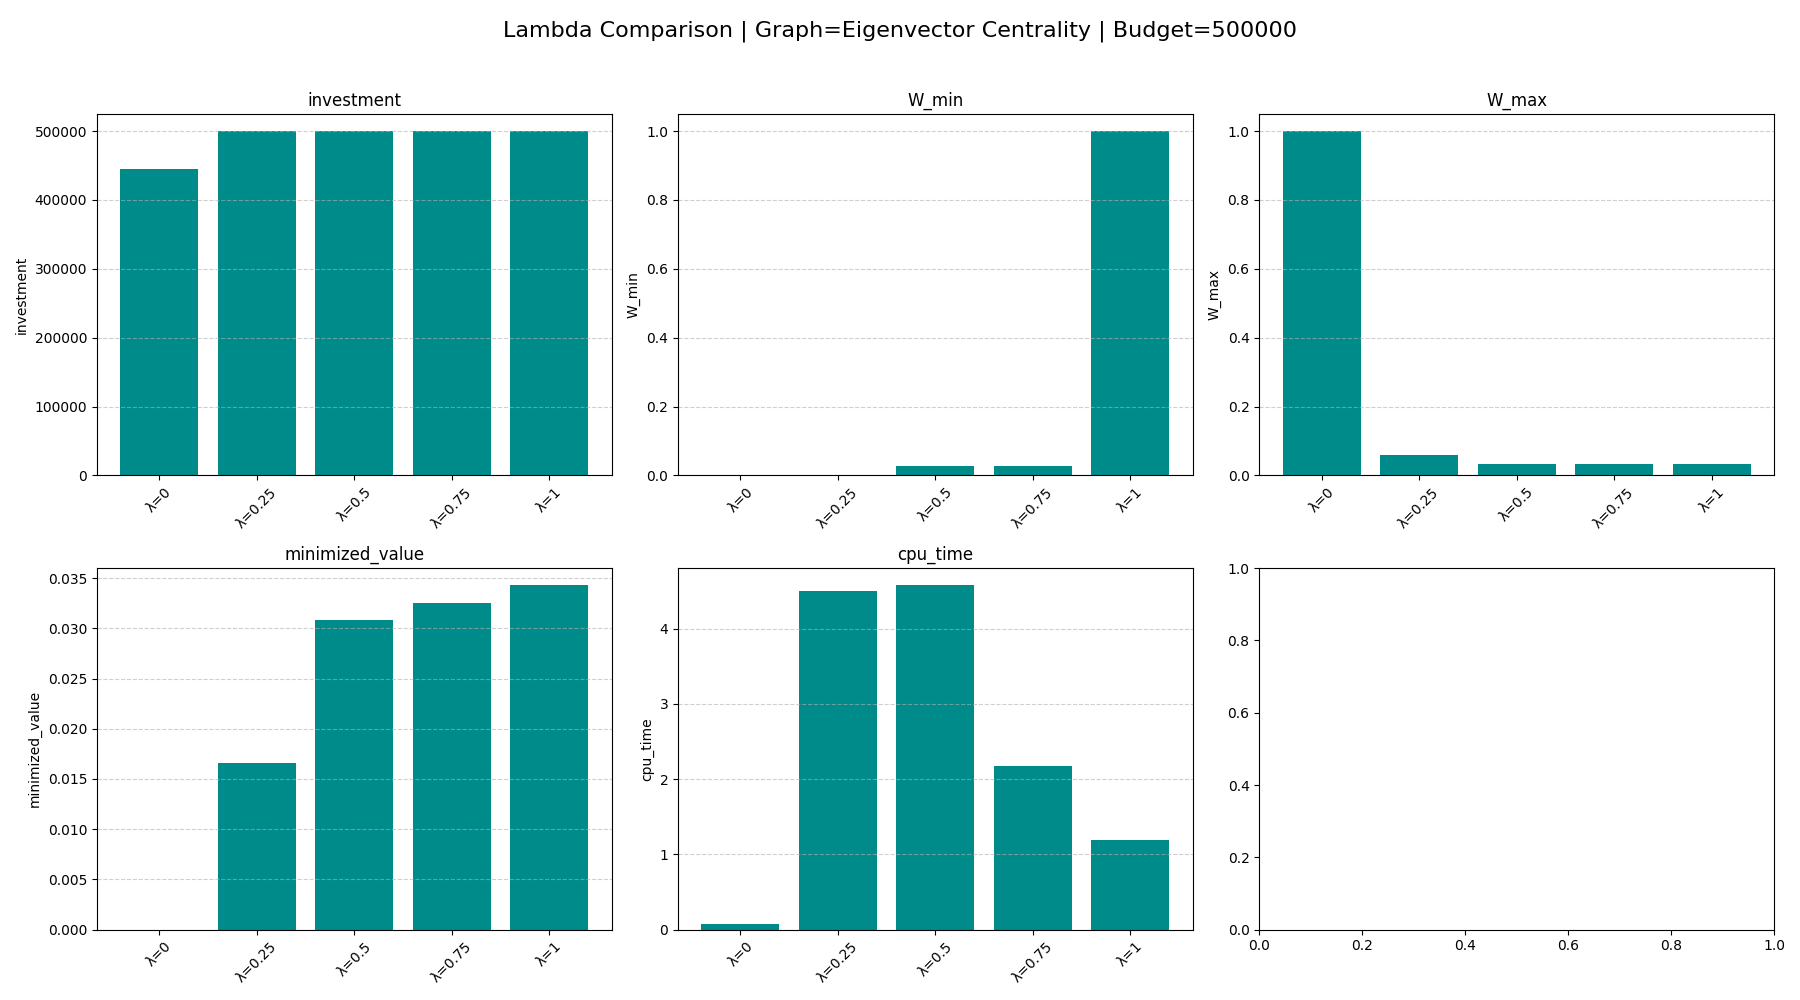 Lambda Comparison | Graph=Eigenvector Centrality | Budget=500000
investment
investment
500000
400000
300000
200000
100000
0
λ=0
λ=0.25
λ=0.5
λ=0.75
λ=1
W_min
W_min
1.0
0.8
0.6
0.4
0.2
0.0
λ=0
λ=0.25
λ=0.5
λ=0.75
λ=1
W_max
W_max
1.0
0.8
0.6
0.4
0.2
0.0
λ=0
λ=0.25
λ=0.5
λ=0.75
λ=1
minimized_value
minimized_value
0.035
0.030
0.025
0.020
0.015
0.010
0.005
0.000
λ=0
λ=0.25
λ=0.5
λ=0.75
λ=1
cpu_time
cpu_time
4
3
2
1
0
λ=0
λ=0.25
λ=0.5
λ=0.75
λ=1
1.0
0.8
0.6
0.4
0.2
0.0
0.0 0.2 0.4 0.6 0.8 1.0